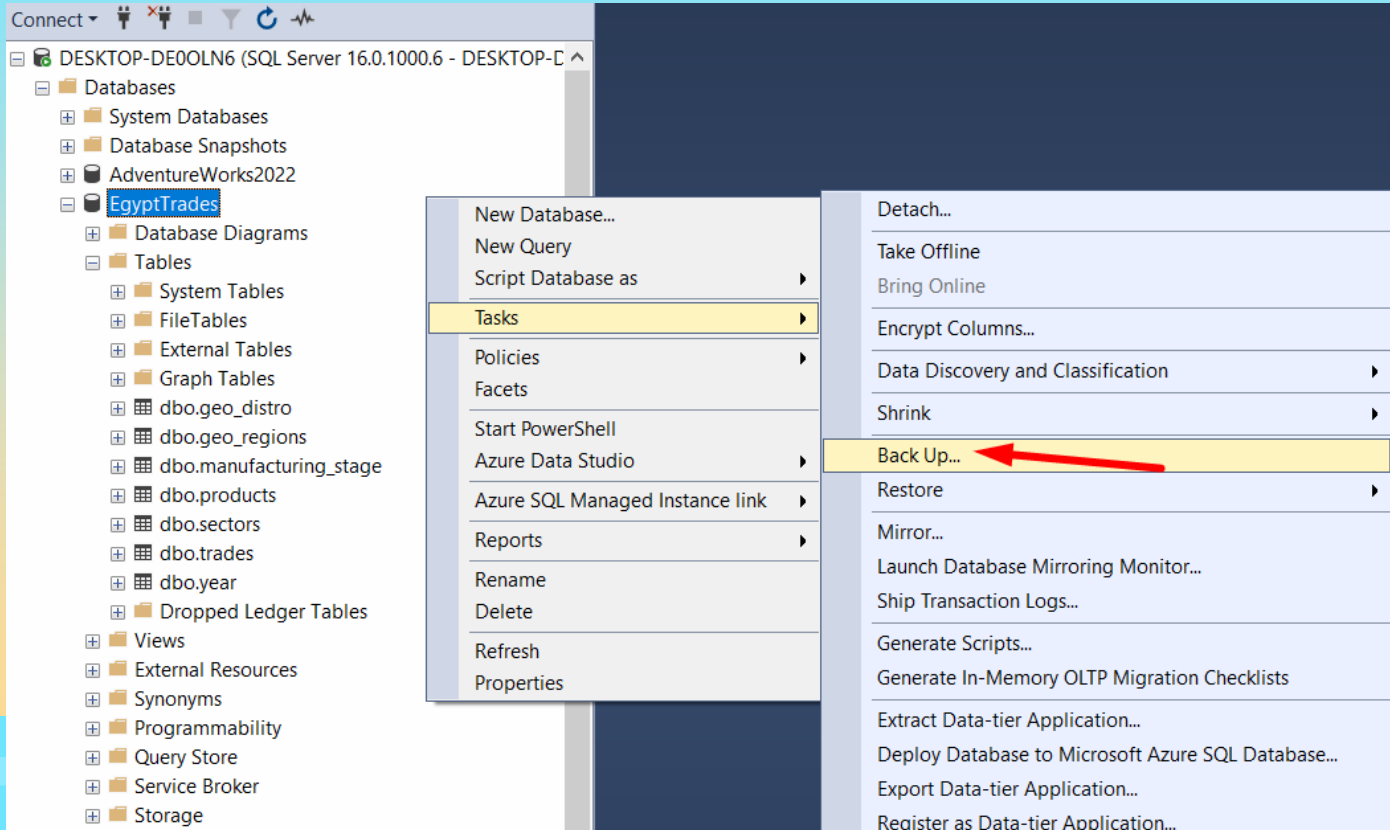 Connect
DESKTOP-DE0OLN6 (SQL Server 16.0.1000.6 - DESKTOP-D
Databases
System Databases
Database Snapshots
AdventureWorks2022
EgyptTrades
Database Diagrams
Tables
System Tables
FileTables
External Tables
Graph Tables
dbo.geo_distro
dbo.geo_regions
dbo.manufacturing_stage
dbo.products
dbo.sectors
dbo.trades
dbo.year
Dropped Ledger Tables
Views
External Resources
Synonyms
Programmability
Query Store
Service Broker
Storage
New Database...
New Query
Script Database as
Tasks
Policies
Facets
Start PowerShell
Azure Data Studio
Azure SQL Managed Instance link
Reports
Rename
Delete
Refresh
Properties
Detach...
Take Offline
Bring Online
Encrypt Columns...
Data Discovery and Classification
Shrink
Back Up...
Restore
Mirror...
Launch Database Mirroring Monitor...
Ship Transaction Logs...
Generate Scripts...
Generate In-Memory OLTP Migration Checklists
Extract Data-tier Application...
Deploy Database to Microsoft Azure SQL Database...
Export Data-tier Application...
Register as Data-tier Application...